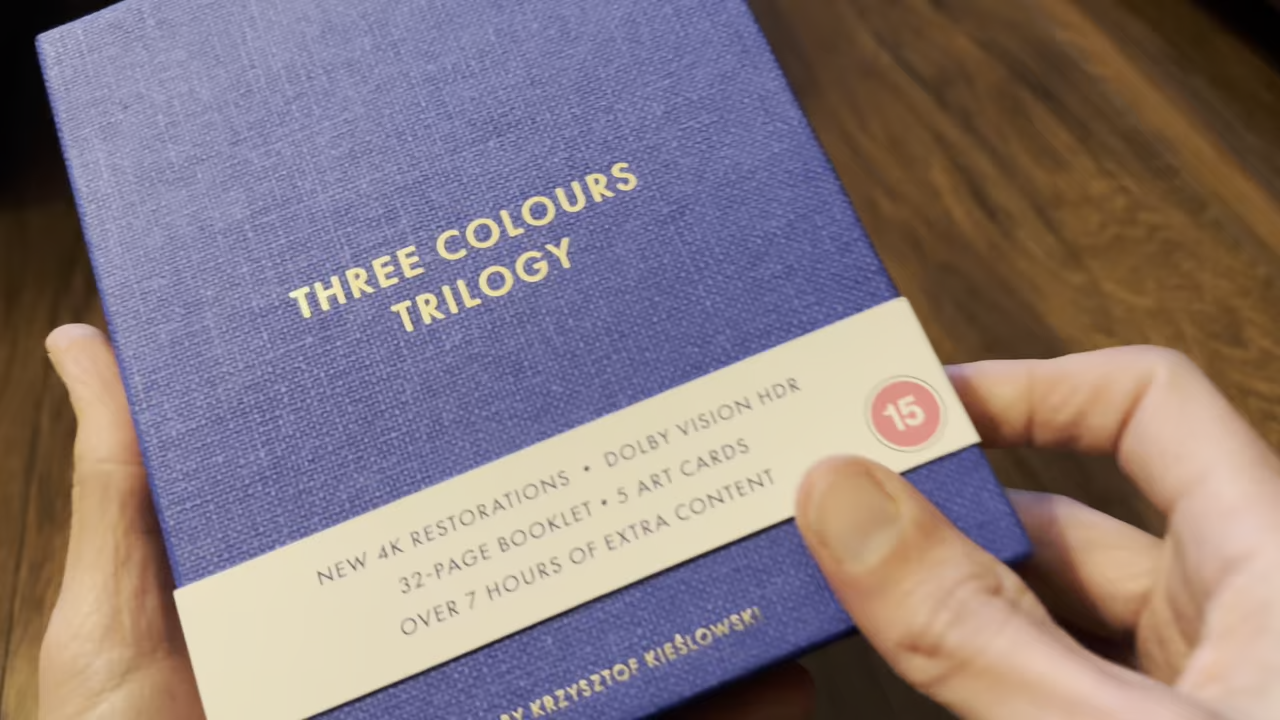 THREE COLOURS
TRILOGY
NEW 4K RESTORATIONS • DOLBY VISION HDR
32-PAGE BOOKLET • 5 ART CARDS
OVER 7 HOURS OF EXTRA CONTENT
15
BY KRZYSZTOF KIEŚLOWSKI